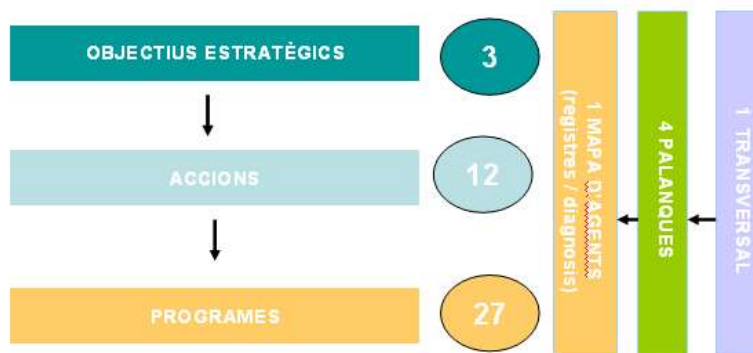 OBJECTIUS ESTRATÈGICS
3
ACCIONS
12
PROGRAMES
27
1 MAPA D'AGENTS
(registres / diagnosis)
4 PALANQUES
1 TRANSVERSAL